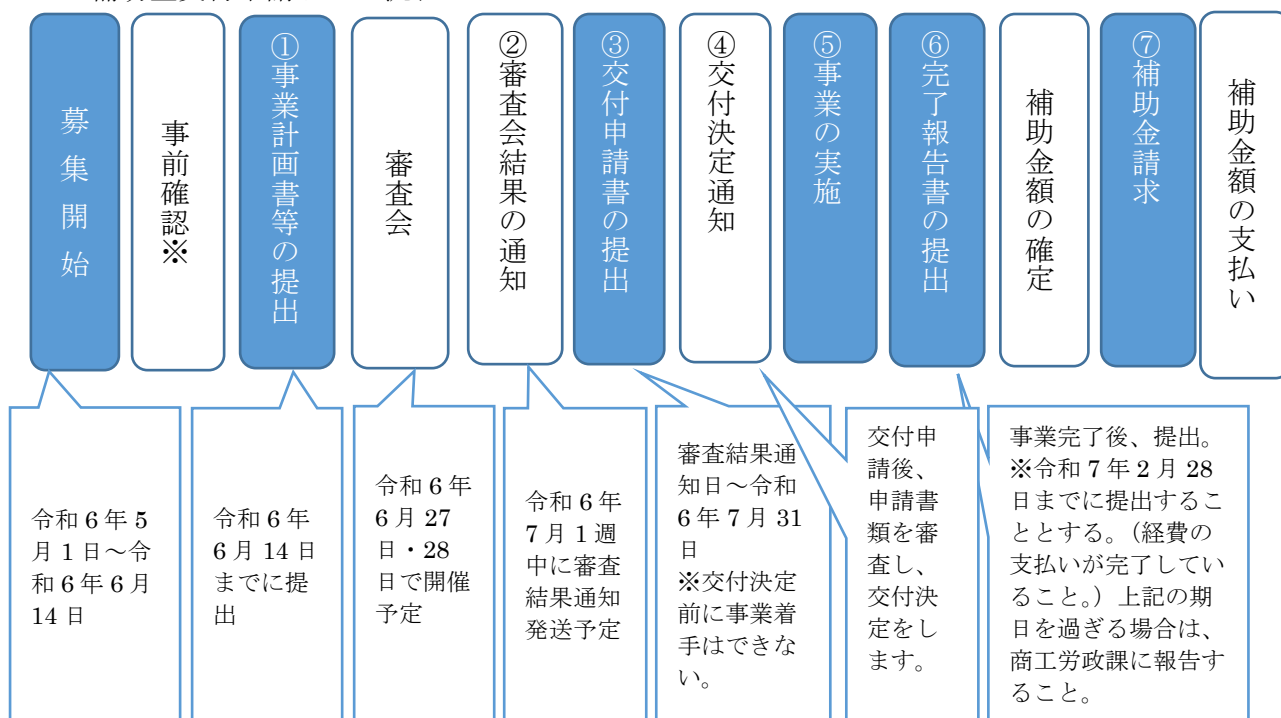 募集開始
事前確認※
①事業計画書等の提出
審査会
②審査会結果の通知
③交付申請書の提出
④交付決定通知
⑤事業の実施
⑥完了報告書の提出
補助金額の確定
⑦補助金請求
補助金額の支払い
令和 6 年 5
月 1 日～令
和 6 年 6 月
14 日
令和 6 年
6 月 14 日
までに提
出
令和 6 年
6 月 27
日・28
日で開催
予定
令和 6 年
7 月 1 週
中に審査
結果通知
発送予定
審査結果通
知日～令和
6 年 7 月 31
日
※交付決定
前に事業着
手はできな
い。
交付申
請後、
申請書
類を審
査し、
交付決
定をし
ます。
事業完了後、提出。
※令和 7 年 2 月 28
日までに提出するこ
ととする。（経費の
支払いが完了してい
ること。）上記の期
日を過ぎる場合は、
商工労政課に報告す
ること。